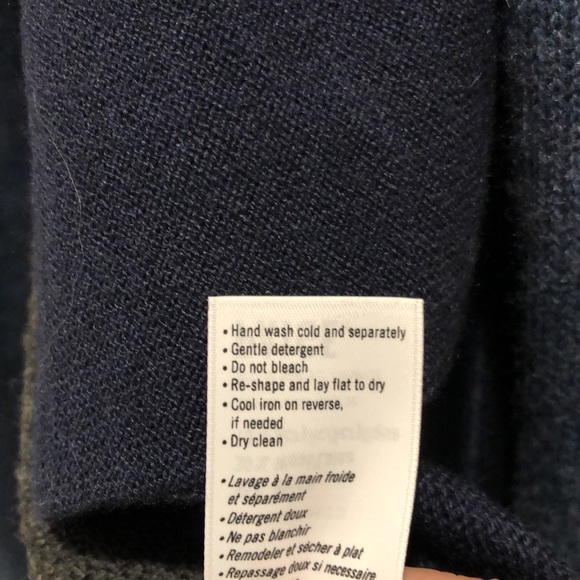 • Hand wash cold and separately
• Gentle detergent
• Do not bleach
• Re-shape and lay flat to dry
• Cool iron on reverse,
if needed
• Dry clean
• Lavage à la main froide
et séparément
• Détergent doux
• Ne pas blanchir
• Remodeler et sécher à plat
• Repassage doux si necessaire